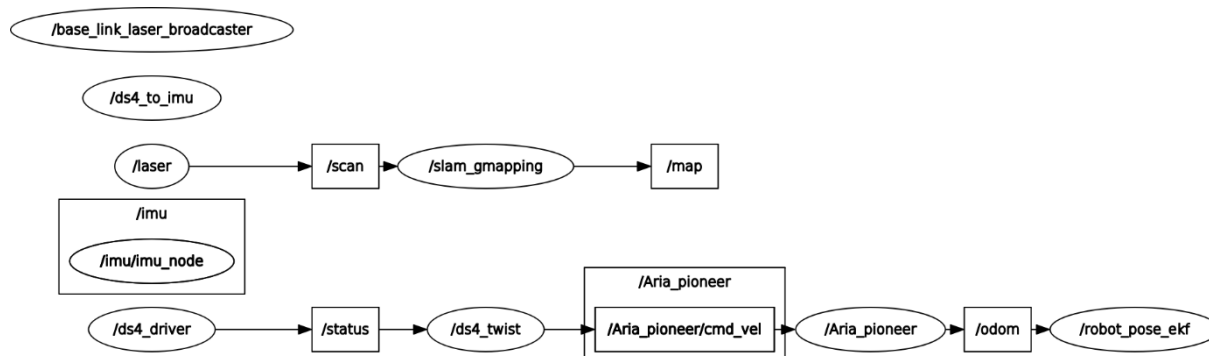 /base_link_laser_broadcaster
/ds4_to_imu
/laser
/scan
/slam_gmapping
/map
/imu
/imu/imu_node
/Aria_pioneer
/ds4_driver
/status
/ds4_twist
/Aria_pioneer/cmd_vel
/Aria_pioneer
/odom
/robot_pose_ekf